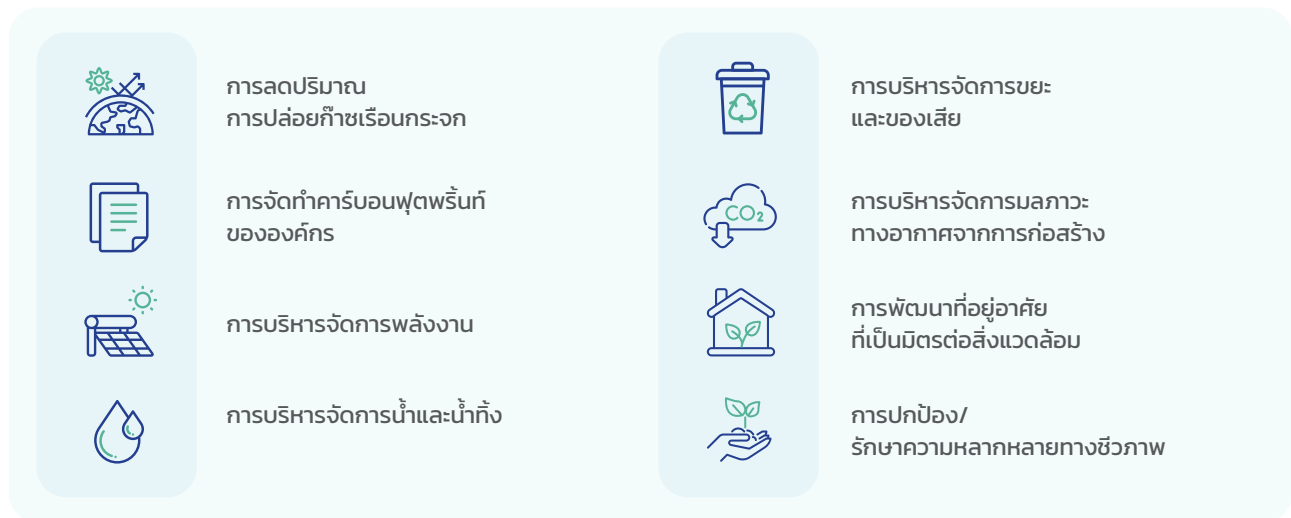 การลดปริมาณ
การปล่อยก๊าซเรือนกระจก
การจัดทำคาร์บอนฟุตพริ้นท์
ขององค์กร
การบริหารจัดการพลังงาน
การบริหารจัดการน้ำและน้ำทิ้ง
การบริหารจัดการขยะ
และของเสีย
CO2
การบริหารจัดการมลภาวะ
ทางอากาศจากการก่อสร้าง
การพัฒนาที่อยู่อาศัย
ที่เป็นมิตรต่อสิ่งแวดล้อม
การปกป้อง/
รักษาความหลากหลายทางชีวภาพ